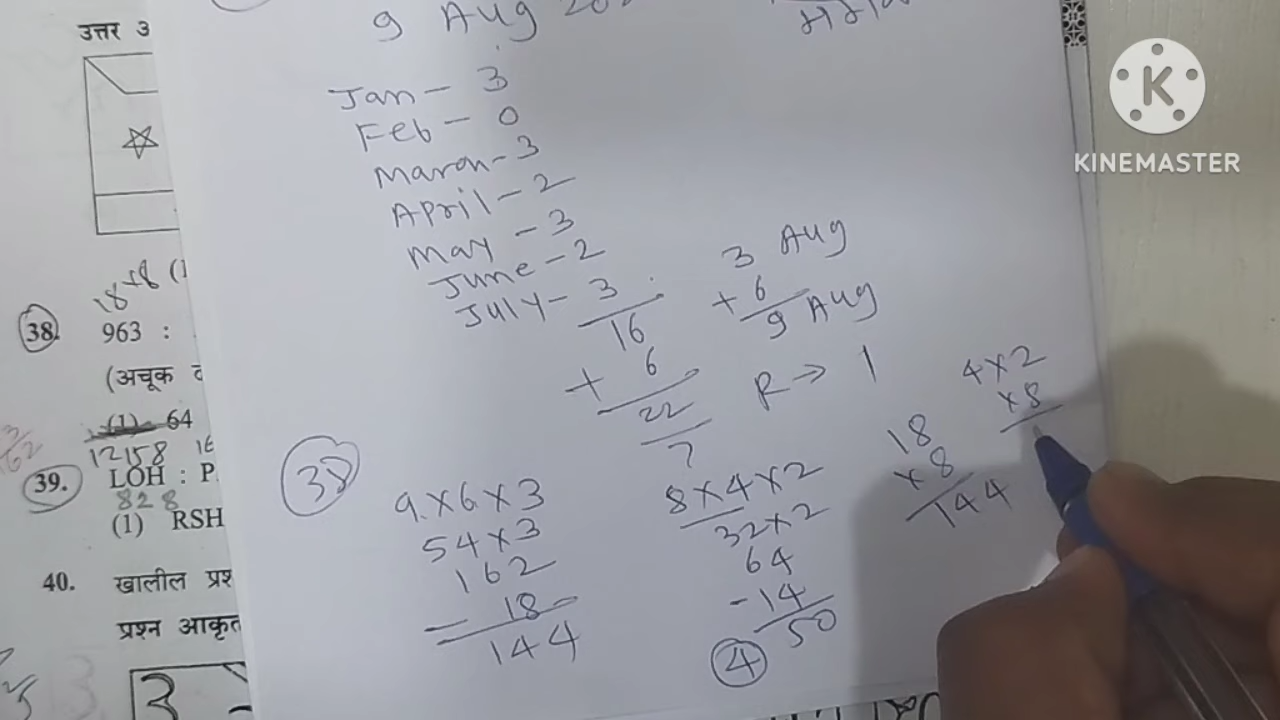 उत्तर
9 Aug
Jan - 3
Feb - 0
March - 3
April - 2
May - 3
June - 2
July - 3
16
+ 6
22
7
3 Aug
+ 6
9 Aug
R → 1
KINEMASTER
18×8
38. 963 :
(अचूक
(1) 64
12158
39. LOH : P
828
(1) RSH
40. खालील
प्रश्न
38
9 × 6 × 3
54 × 3
162
- 18
144
8 × 4 × 2
32 × 2
64
- 14
50
4
18
× 8
144
4 × 2
× 8